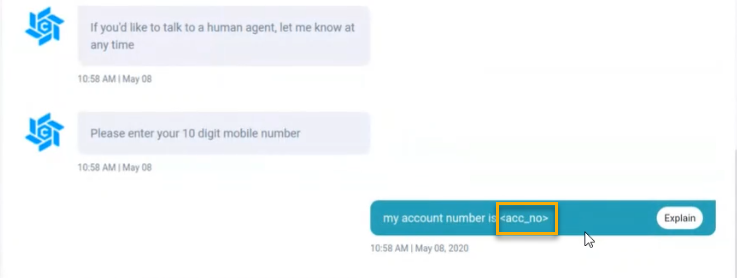 If you'd like to talk to a human agent, let me know at
any time
10:58 AM | May 08
Please enter your 10 digit mobile number
10:58 AM | May 08
my account number is <acc_no>
Explain
10:58 AM | May 08, 2020